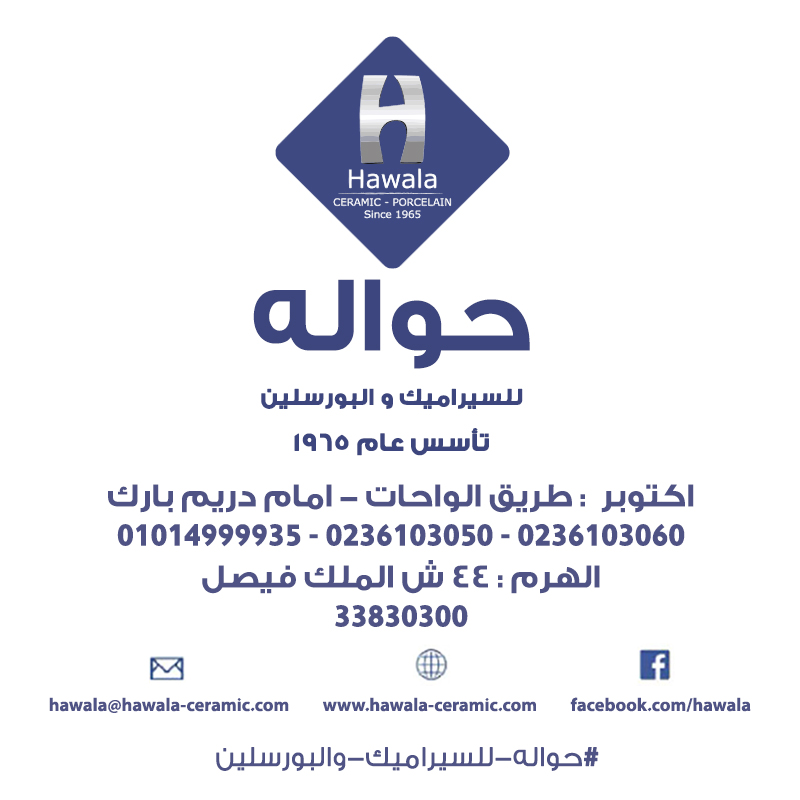 Hawala
CERAMIC - PORCELAIN
Since 1965
حواله
للسيراميك و البورسلين
تأسس عام ١٩٦٥
اكتوبر : طريق الواحات – امام دريم بارك
01014999935 - 0236103050 - 0236103060
الهرم : ٤٤ ش الملك فيصل
33830300
hawala@hawala-ceramic.com www.hawala-ceramic.com facebook.com/hawala
#حواله–للسيراميك–والبورسلين